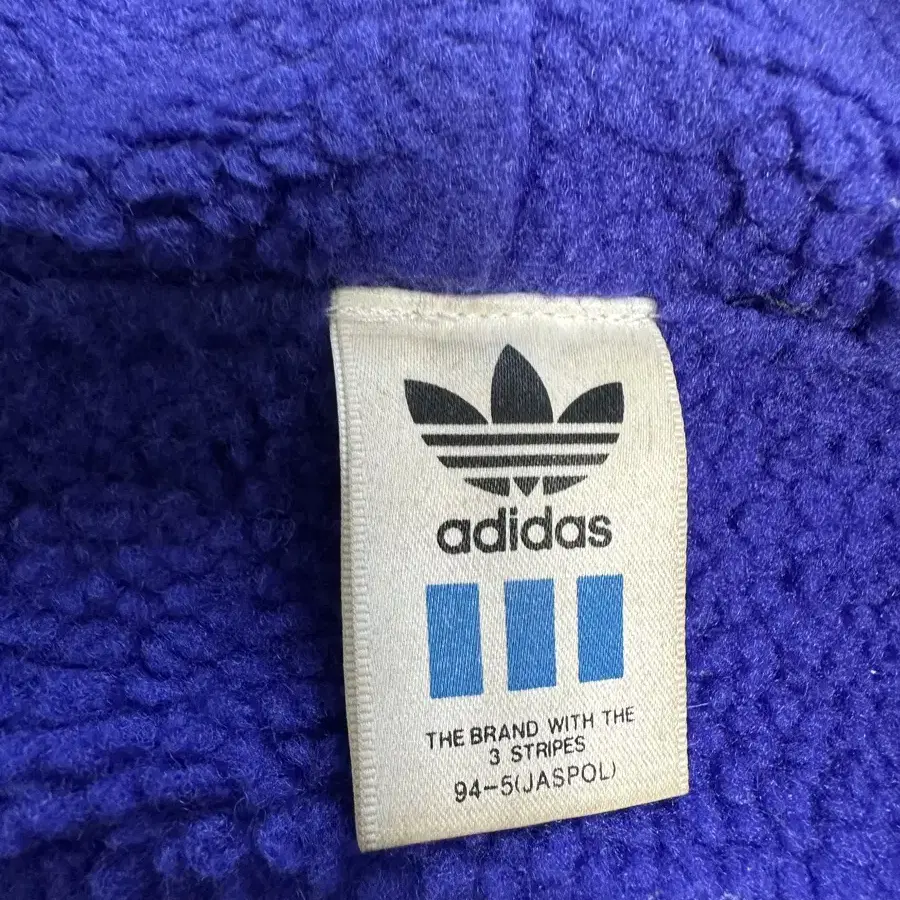 adidas
THE BRAND WITH THE
3 STRIPES
94-5(JASPOL)